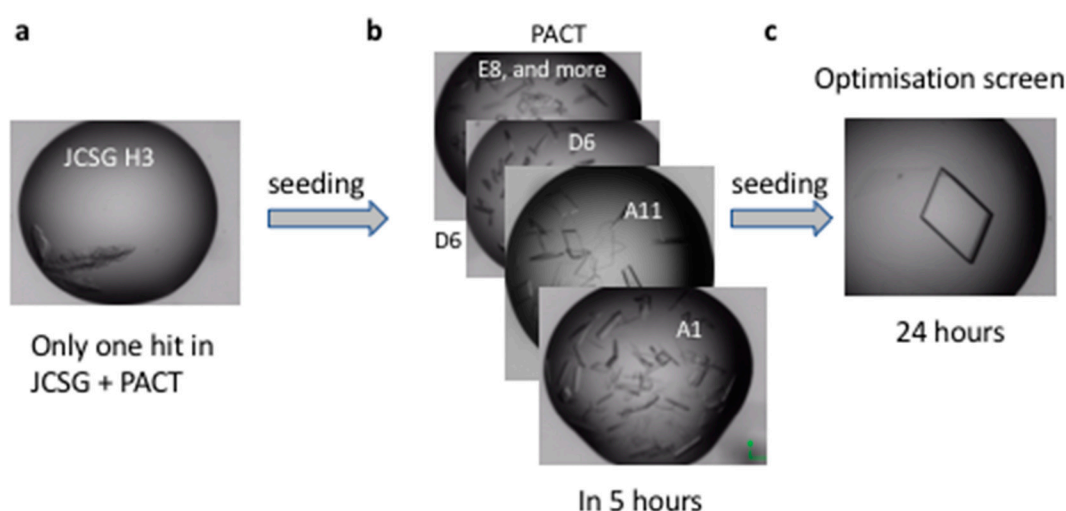 a
JCSG H3
Only one hit in
JCSG + PACT
seeding
b
PACT
E8, and more
D6
A11
D6
A1
In 5 hours
seeding
c
Optimisation screen
24 hours